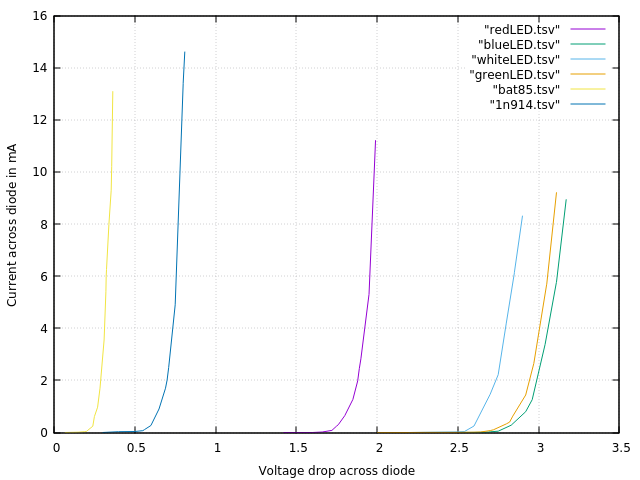 16
14
12
10
8
6
4
2
0
Current across diode in mA
"redLED.tsv"
"blueLED.tsv"
"whiteLED.tsv"
"greenLED.tsv"
"bat85.tsv"
"1n914.tsv"
0 0.5 1 1.5 2 2.5 3 3.5
Voltage drop across diode